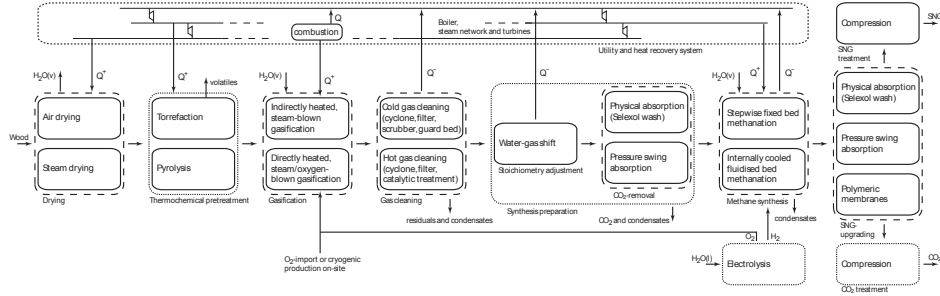 Compression
SNG
SNG
treatment
Q
combustion
Boiler,
steam network and turbines
Utility and heat recovery system
H2O(v)
Q+
Q+
volatiles
H2O(v)
Q+
Q−
Q−
H2O(v)
Q+
Q−
Wood
Air drying
Steam drying
Drying
Torrefaction
Pyrolysis
Thermochemical pretreatment
Indirectly heated,
steam-blown
gasification
Directly heated,
steam/oxygen-
blown gasification
Gasification
Cold gas cleaning
(cyclone, filter,
scrubber, guard bed)
Hot gas cleaning
(cyclone, filter,
catalytic treatment)
Gas cleaning
residuals and condensates
Water-gas shift
Stoichiometry adjustment
Physical absorption
(Selexol wash)
Pressure swing
absorption
CO2-removal
Synthesis preparation
CO2 and condensates
Stepwise fixed bed
methanation
Internally cooled
fluidised bed
methanation
Methane synthesis
condensates
Physical absorption
(Selexol wash)
Pressure swing
absorption
Polymeric
membranes
SNG-
upgrading
O2
H2
O2-import or cryogenic
production on-site
H2O(l)
Electrolysis
Compression
CO2
CO2 treatment